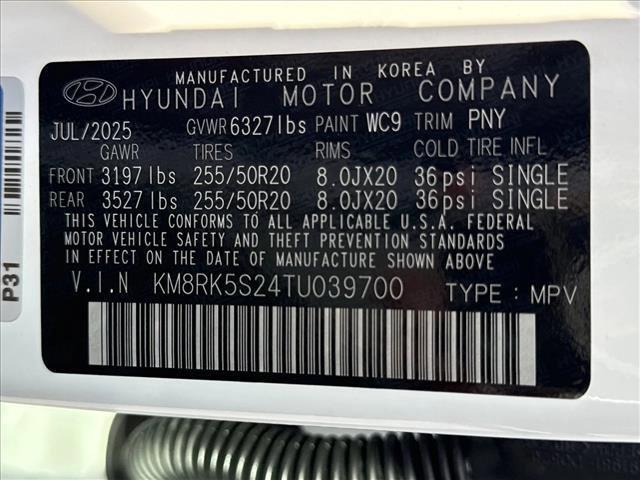 MANUFACTURED IN KOREA BY
HYUNDAI MOTOR COMPANY
JUL/2025 GVWR 6327lbs PAINT WC9 TRIM PNY
GAWR TIRES RIMS COLD TIRE INFL
FRONT 3197lbs 255/50R20 8.0JX20 36psi SINGLE
REAR 3527lbs 255/50R20 8.0JX20 36psi SINGLE
THIS VEHICLE CONFORMS TO ALL APPLICABLE U.S.A. FEDERAL
MOTOR VEHICLE SAFETY AND THEFT PREVENTION STANDARDS
IN EFFECT ON THE DATE OF MANUFACTURE SHOWN ABOVE
V.I.N KM8RK5S24TU039700 TYPE: MPV
P31